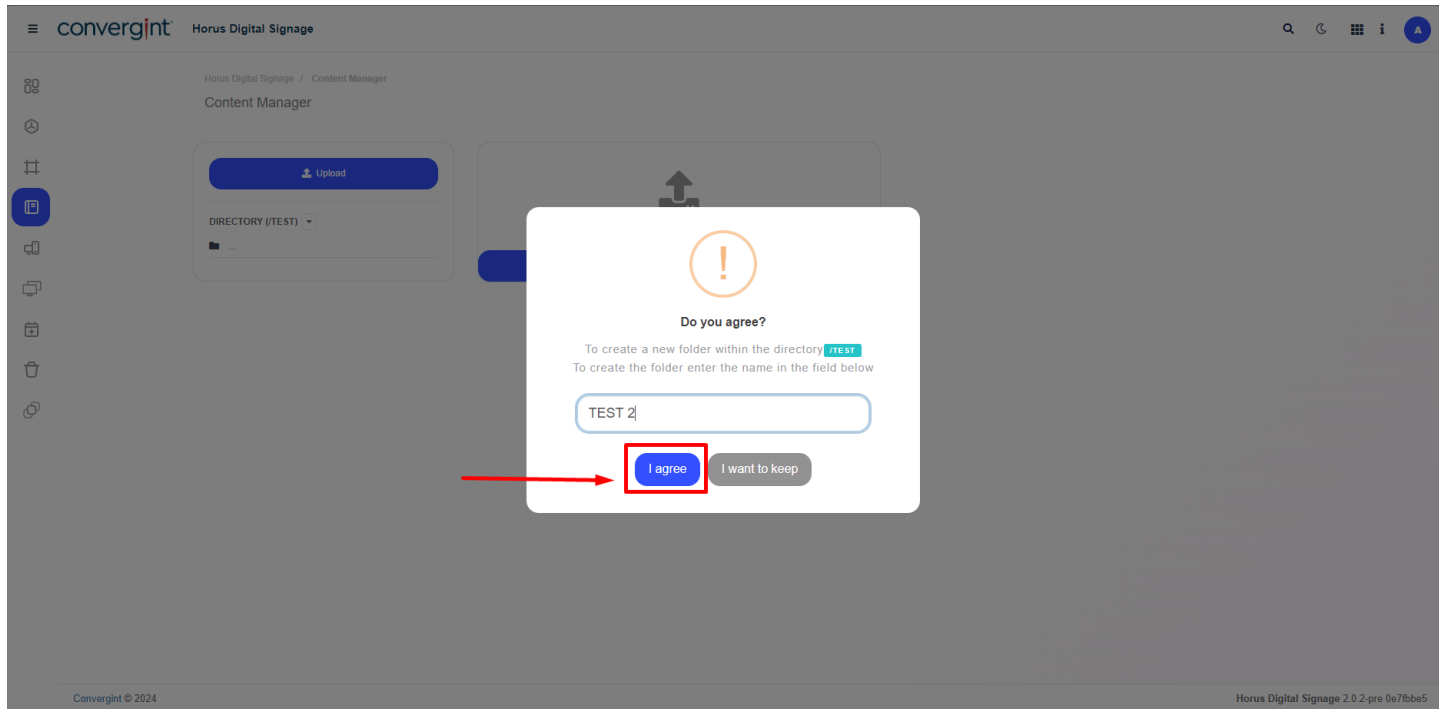 convergint Horus Digital Signage
A
Horus Digital Signage / Content Manager
Content Manager
Upload
DIRECTORY (/TEST)
...
Do you agree?
To create a new folder within the directory /TEST
To create the folder enter the name in the field below
TEST 2
I agree I want to keep
Convergint © 2024 Horus Digital Signage 2.0.2-pre 0e7fbbe5